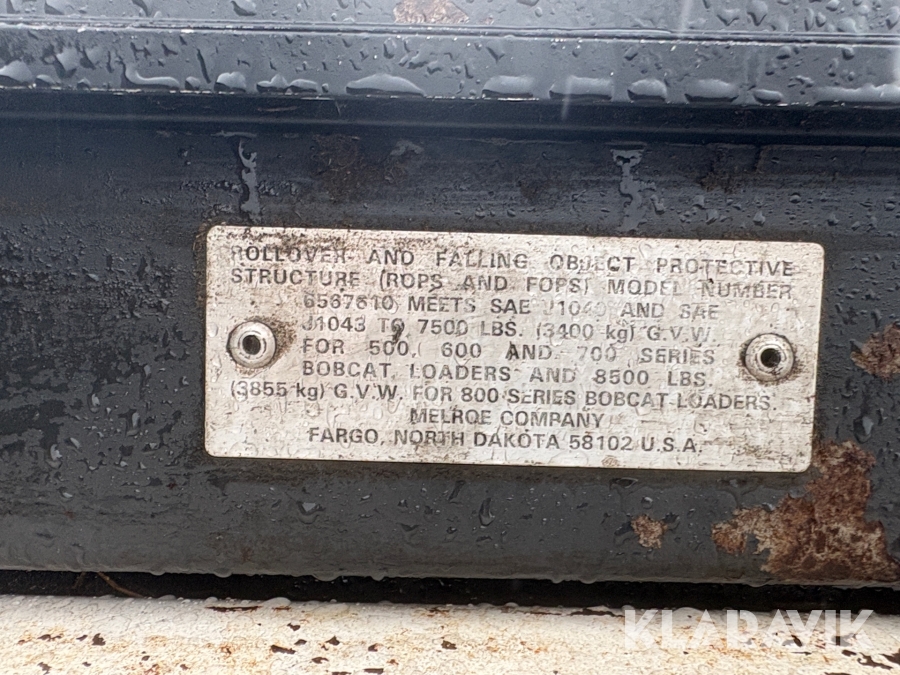 ROLLOVER AND FALLING OBJECT PROTECTIVE
STRUCTURE (ROPS AND FOPS) MODEL NUMBER
6567610 MEETS SAE J1040 AND SAE
J1043 TO 7500 LBS. (3400 kg) G.V.W.
FOR 500, 600 AND 700 SERIES
BOBCAT LOADERS AND 8500 LBS.
(3855 kg) G.V.W. FOR 800 SERIES BOBCAT LOADERS.
MELROE COMPANY
FARGO, NORTH DAKOTA 58102 U.S.A.
KLARAVIK